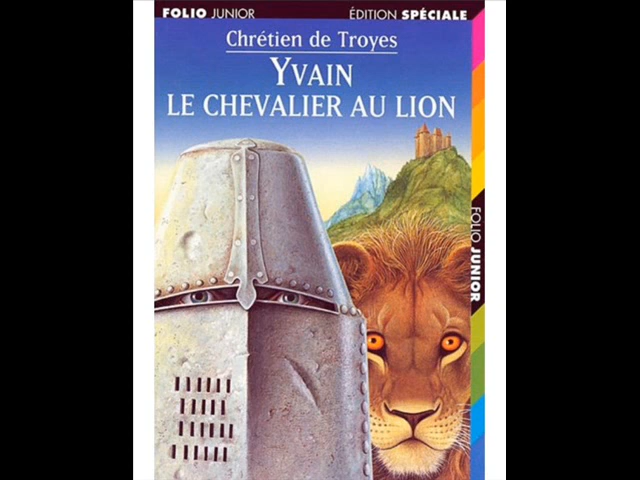 FOLIO JUNIOR
ÉDITION SPÉCIALE
Chrétien de Troyes
YVAIN
LE CHEVALIER AU LION
FOLIO JUNIOR